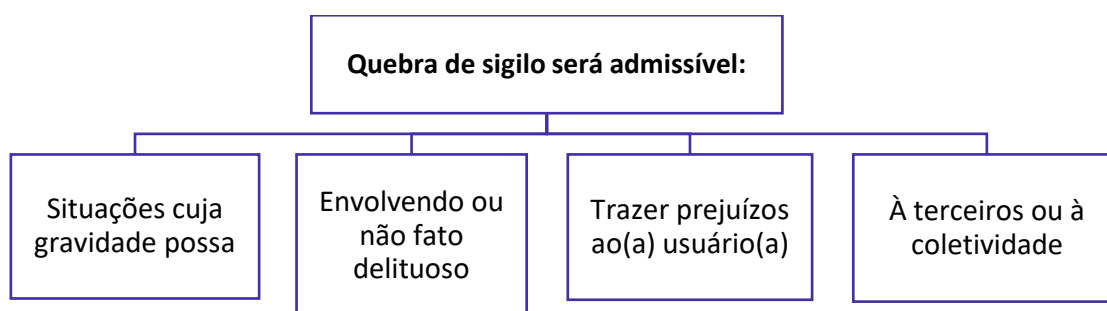 Quebra de sigilo será admissível:
Situações cuja
gravidade possa
Envolvendo ou
não fato
delituoso
Trazer prejuízos
ao(a) usuário(a)
À terceiros ou à
coletividade